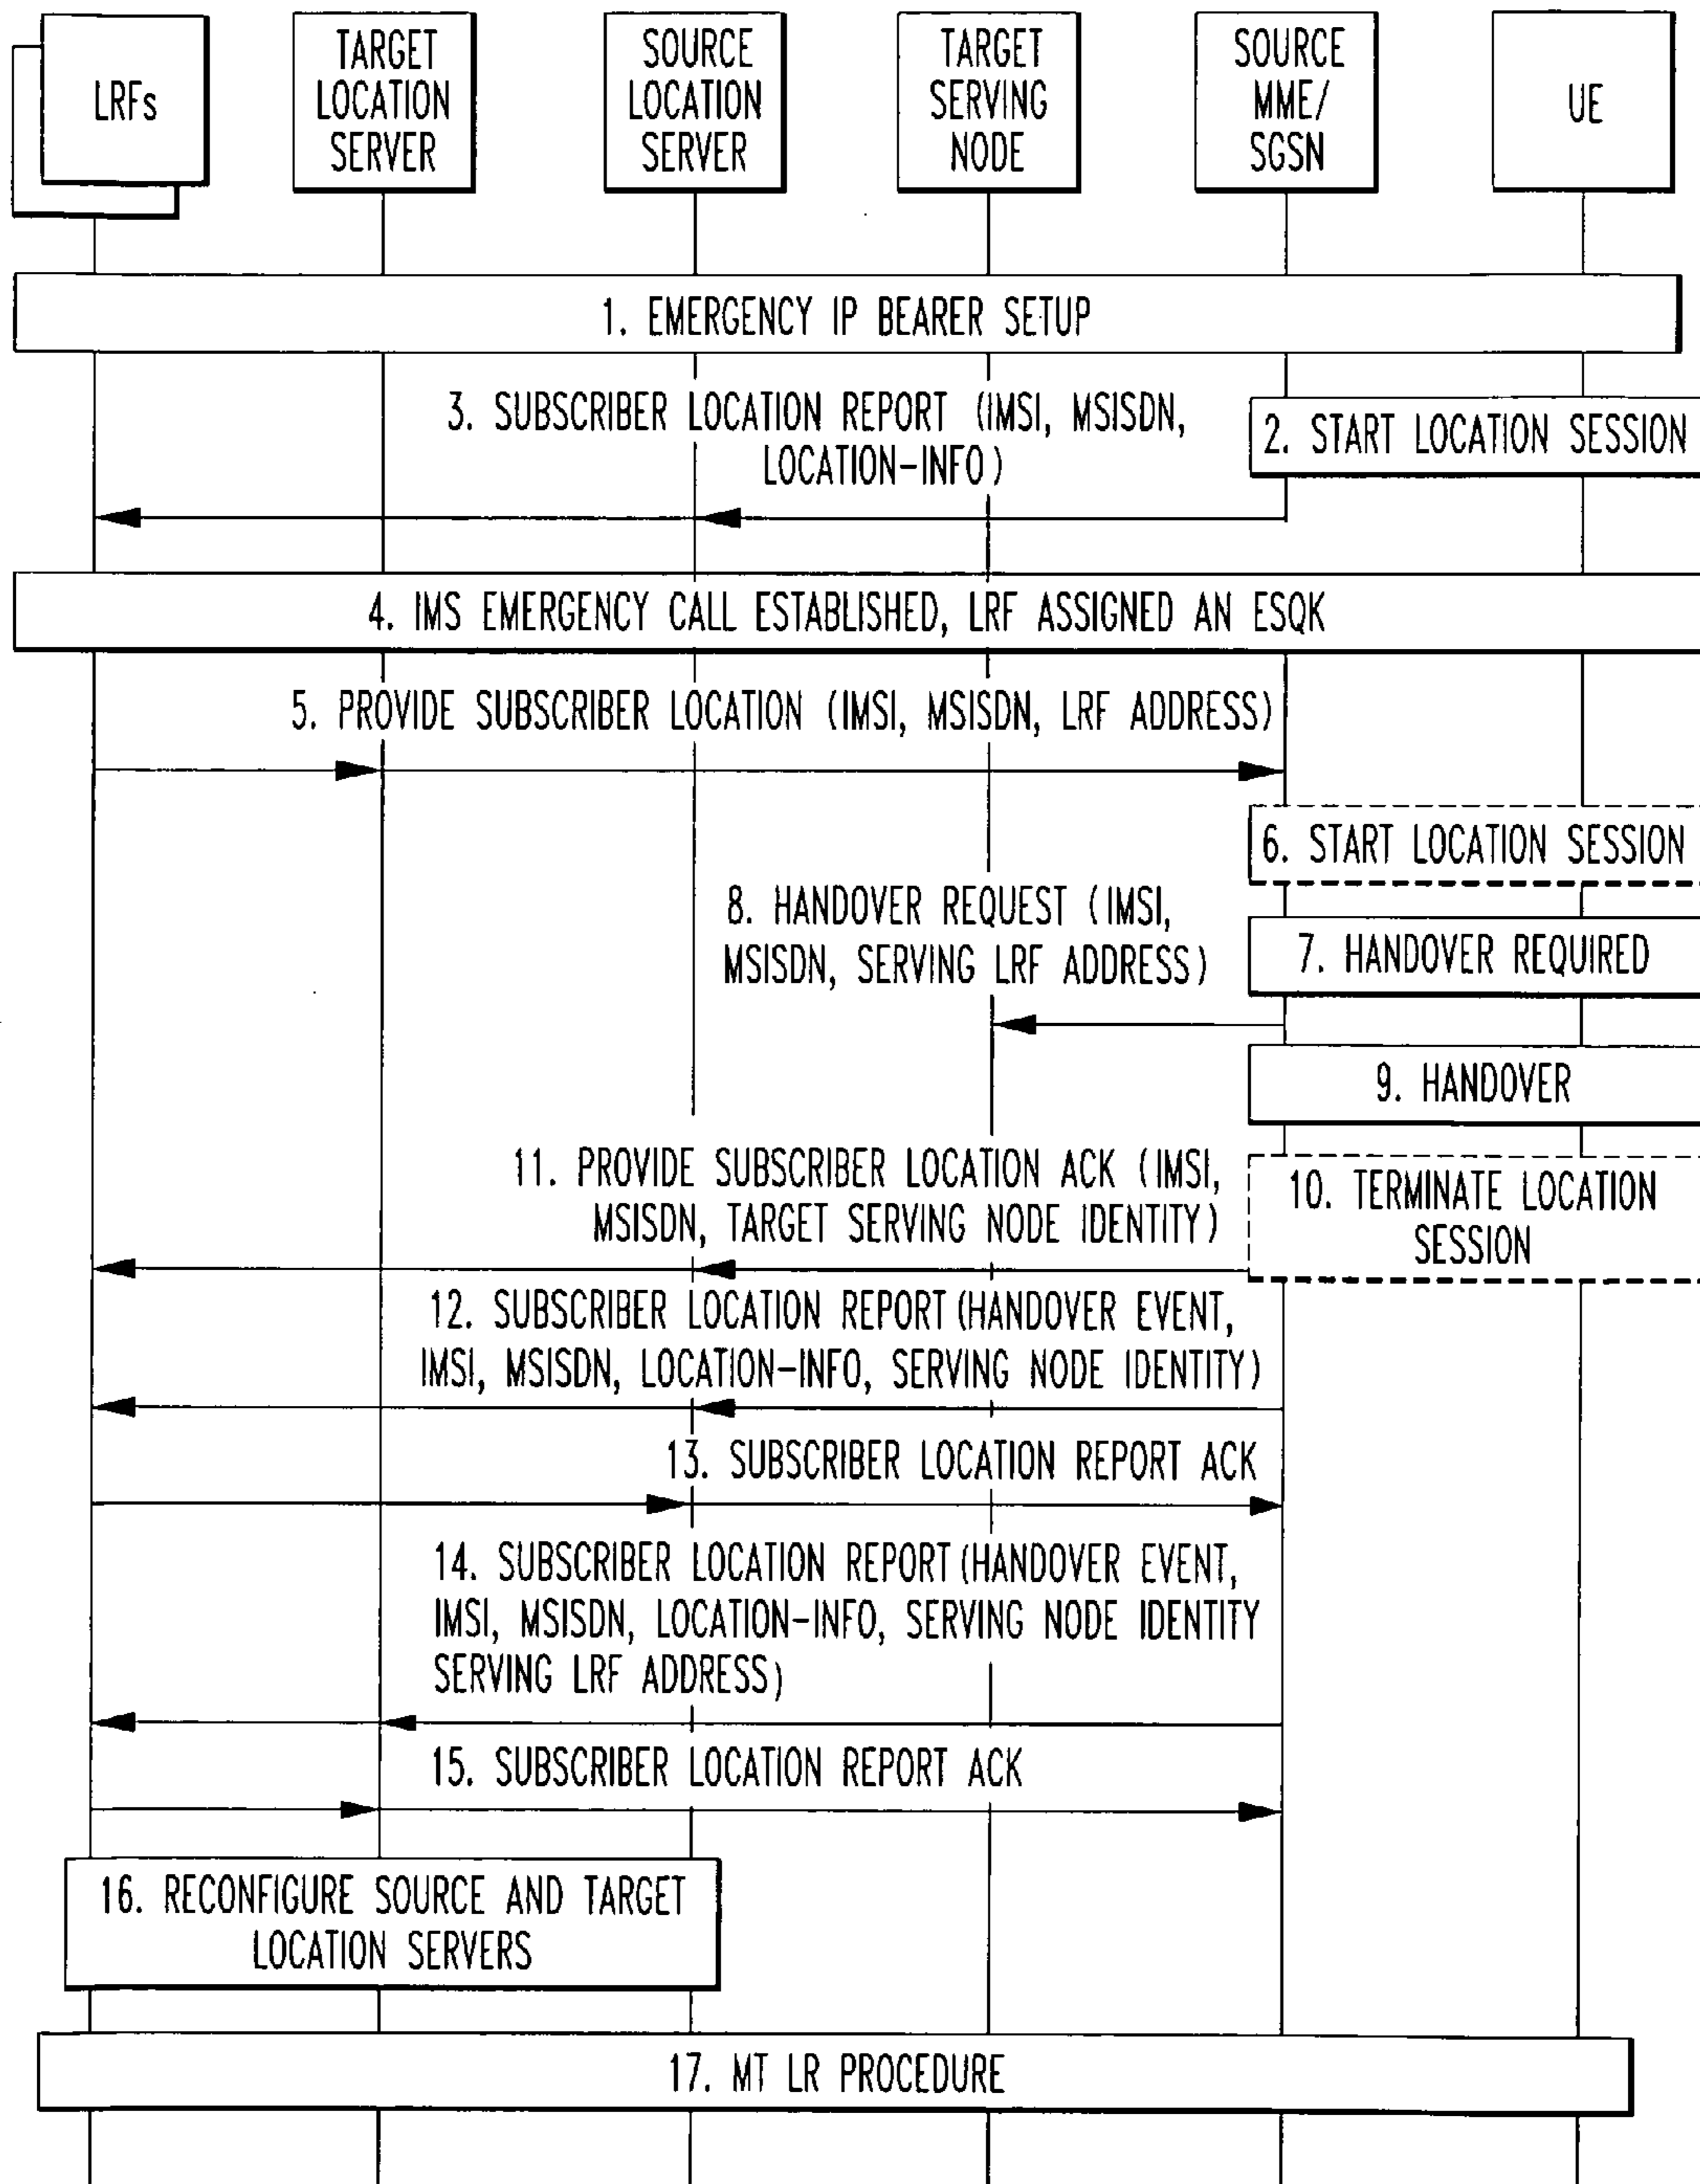 LRFs
TARGET
LOCATION
SERVER
SOURCE
LOCATION
SERVER
TARGET
SERVING
NODE
SOURCE
MME/
SGSN
UE
1. EMERGENCY IP BEARER SETUP
2. START LOCATION SESSION
3. SUBSCRIBER LOCATION REPORT (IMSI, MSISDN,
LOCATION-INFO)
4. IMS EMERGENCY CALL ESTABLISHED, LRF ASSIGNED AN ESQK
5. PROVIDE SUBSCRIBER LOCATION (IMSI, MSISDN, LRF ADDRESS)
6. START LOCATION SESSION
7. HANDOVER REQUIRED
8. HANDOVER REQUEST (IMSI,
MSISDN, SERVING LRF ADDRESS)
9. HANDOVER
10. TERMINATE LOCATION
SESSION
11. PROVIDE SUBSCRIBER LOCATION ACK (IMSI,
MSISDN, TARGET SERVING NODE IDENTITY)
12. SUBSCRIBER LOCATION REPORT (HANDOVER EVENT,
IMSI, MSISDN, LOCATION-INFO, SERVING NODE IDENTITY)
13. SUBSCRIBER LOCATION REPORT ACK
14. SUBSCRIBER LOCATION REPORT (HANDOVER EVENT,
IMSI, MSISDN, LOCATION-INFO, SERVING NODE IDENTITY
SERVING LRF ADDRESS)
15. SUBSCRIBER LOCATION REPORT ACK
16. RECONFIGURE SOURCE AND TARGET
LOCATION SERVERS
17. MT LR PROCEDURE